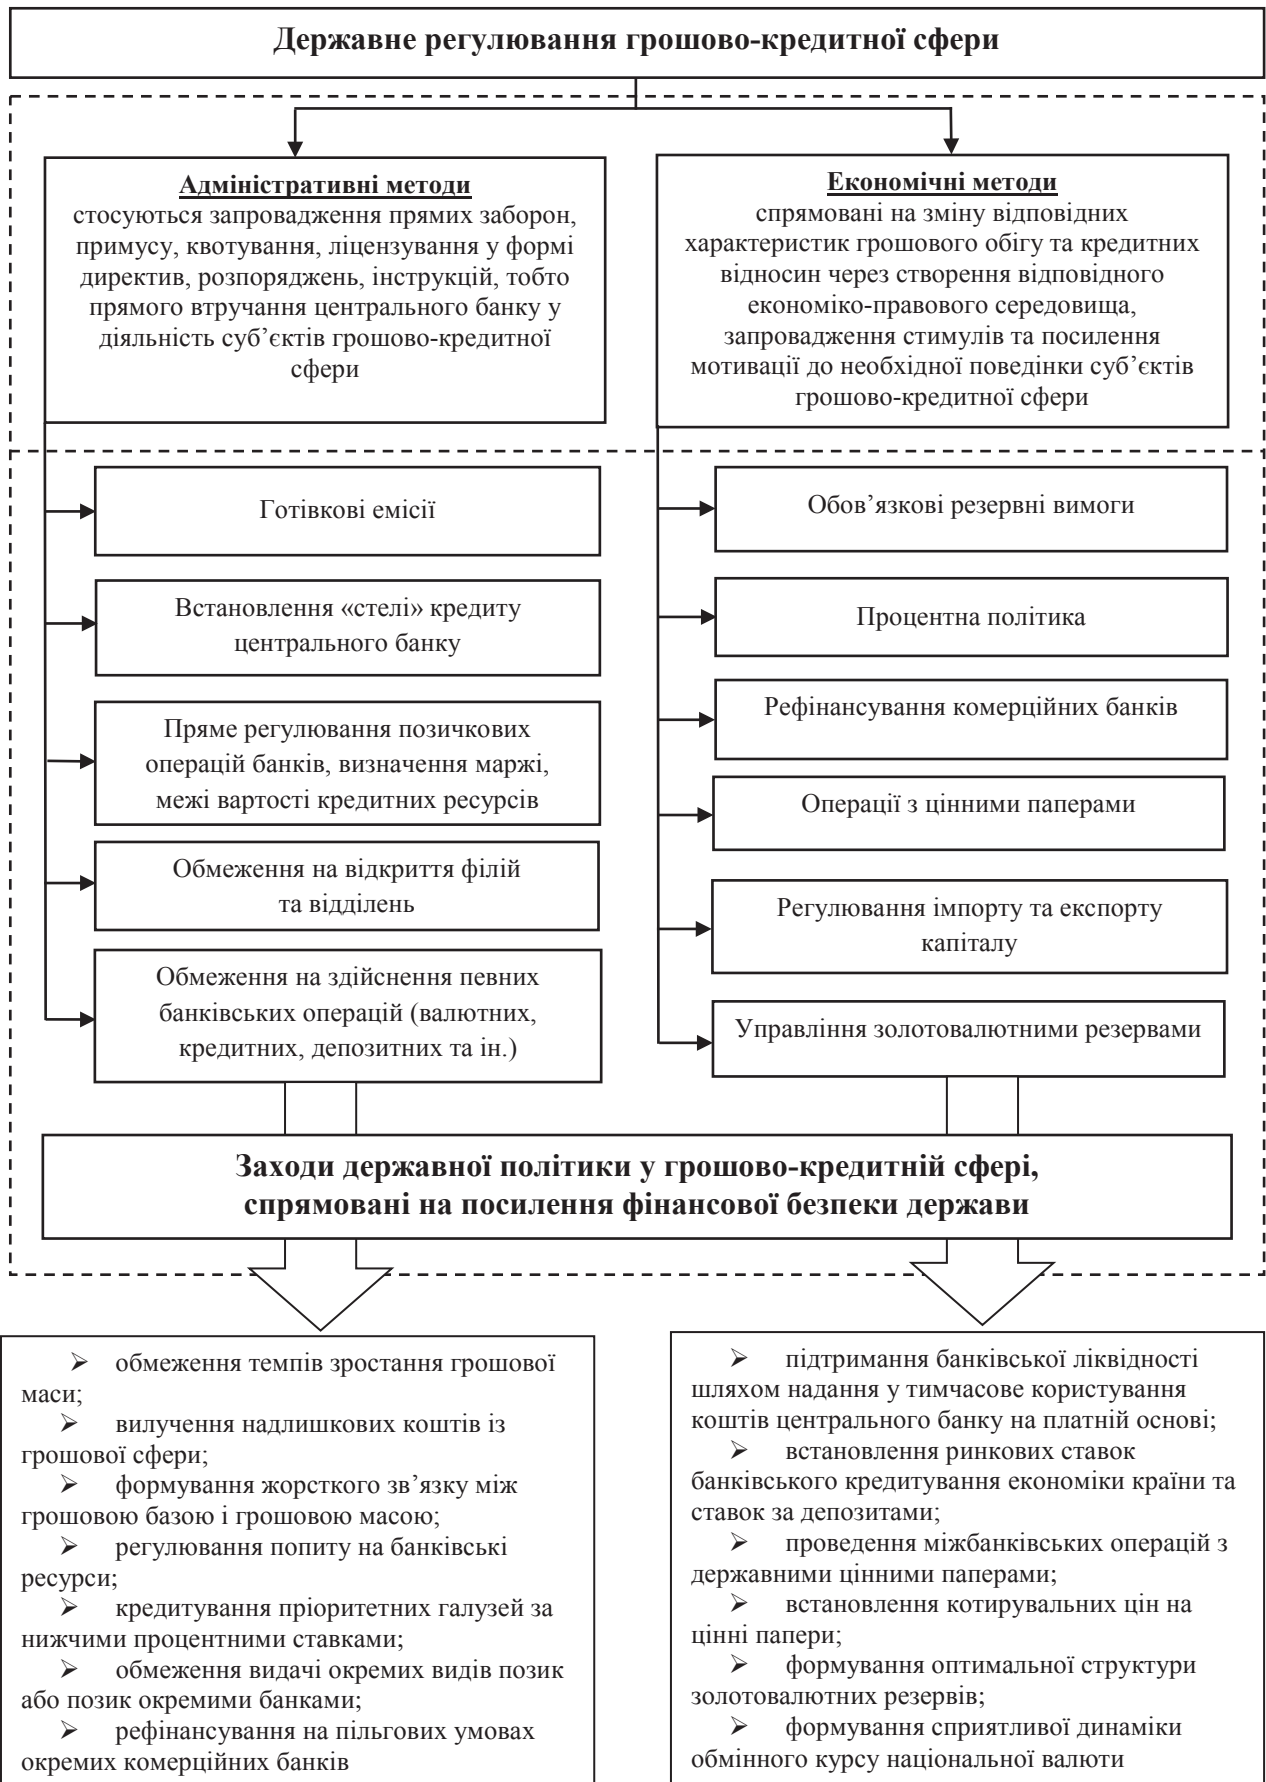 Державне регулювання грошово-кредитної сфери
Адміністративні методи
стосуються запровадження прямих заборон,
примусу, квотування, ліцензування у формі
директив, розпоряджень, інструкцій, тобто
прямого втручання центрального банку у
діяльність суб’єктів грошово-кредитної
сфери
Економічні методи
спрямовані на зміну відповідних
характеристик грошового обігу та кредитних
відносин через створення відповідного
економіко-правового середовища,
запровадження стимулів та посилення
мотивації до необхідної поведінки суб’єктів
грошово-кредитної сфери
Готівкові емісії
Встановлення «стелі» кредиту
центрального банку
Пряме регулювання позичкових
операцій банків, визначення маржі,
межі вартості кредитних ресурсів
Обмеження на відкриття філій
та відділень
Обмеження на здійснення певних
банківських операцій (валютних,
кредитних, депозитних та ін.)
Обов’язкові резервні вимоги
Процентна політика
Рефінансування комерційних банків
Операції з цінними паперами
Регулювання імпорту та експорту
капіталу
Управління золотовалютними резервами
Заходи державної політики у грошово-кредитній сфері,
спрямовані на посилення фінансової безпеки держави
➢ обмеження темпів зростання грошової
маси;
➢ вилучення надлишкових коштів із
грошової сфери;
➢ формування жорсткого зв’язку між
грошовою базою і грошовою масою;
➢ регулювання попиту на банківські
ресурси;
➢ кредитування пріоритетних галузей за
нижчими процентними ставками;
➢ обмеження видачі окремих видів позик
або позик окремими банками;
➢ рефінансування на пільгових умовах
окремих комерційних банків
➢ підтримання банківської ліквідності
шляхом надання у тимчасове користування
коштів центрального банку на платній основі;
➢ встановлення ринкових ставок
банківського кредитування економіки країни та
ставок за депозитами;
➢ проведення міжбанківських операцій з
державними цінними паперами;
➢ встановлення котирувальних цін на
цінні папери;
➢ формування оптимальної структури
золотовалютних резервів;
➢ формування сприятливої динаміки
обмінного курсу національної валюти